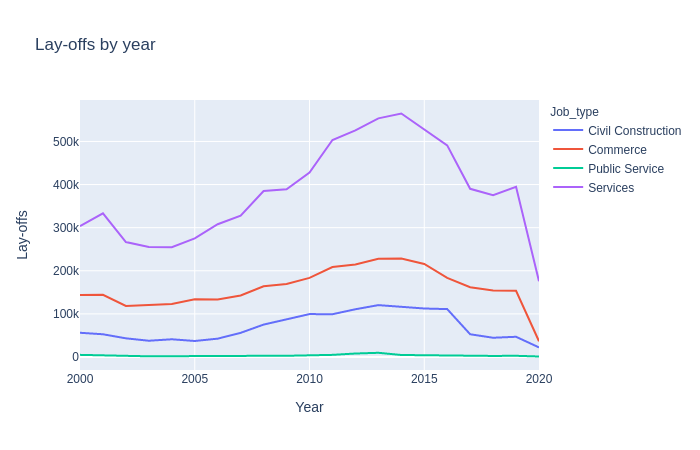 Lay-offs by year
Job_type
Civil Construction
Commerce
Public Service
Services
Lay-offs
500k
400k
300k
200k
100k
0
2000
2005
2010
2015
2020
Year